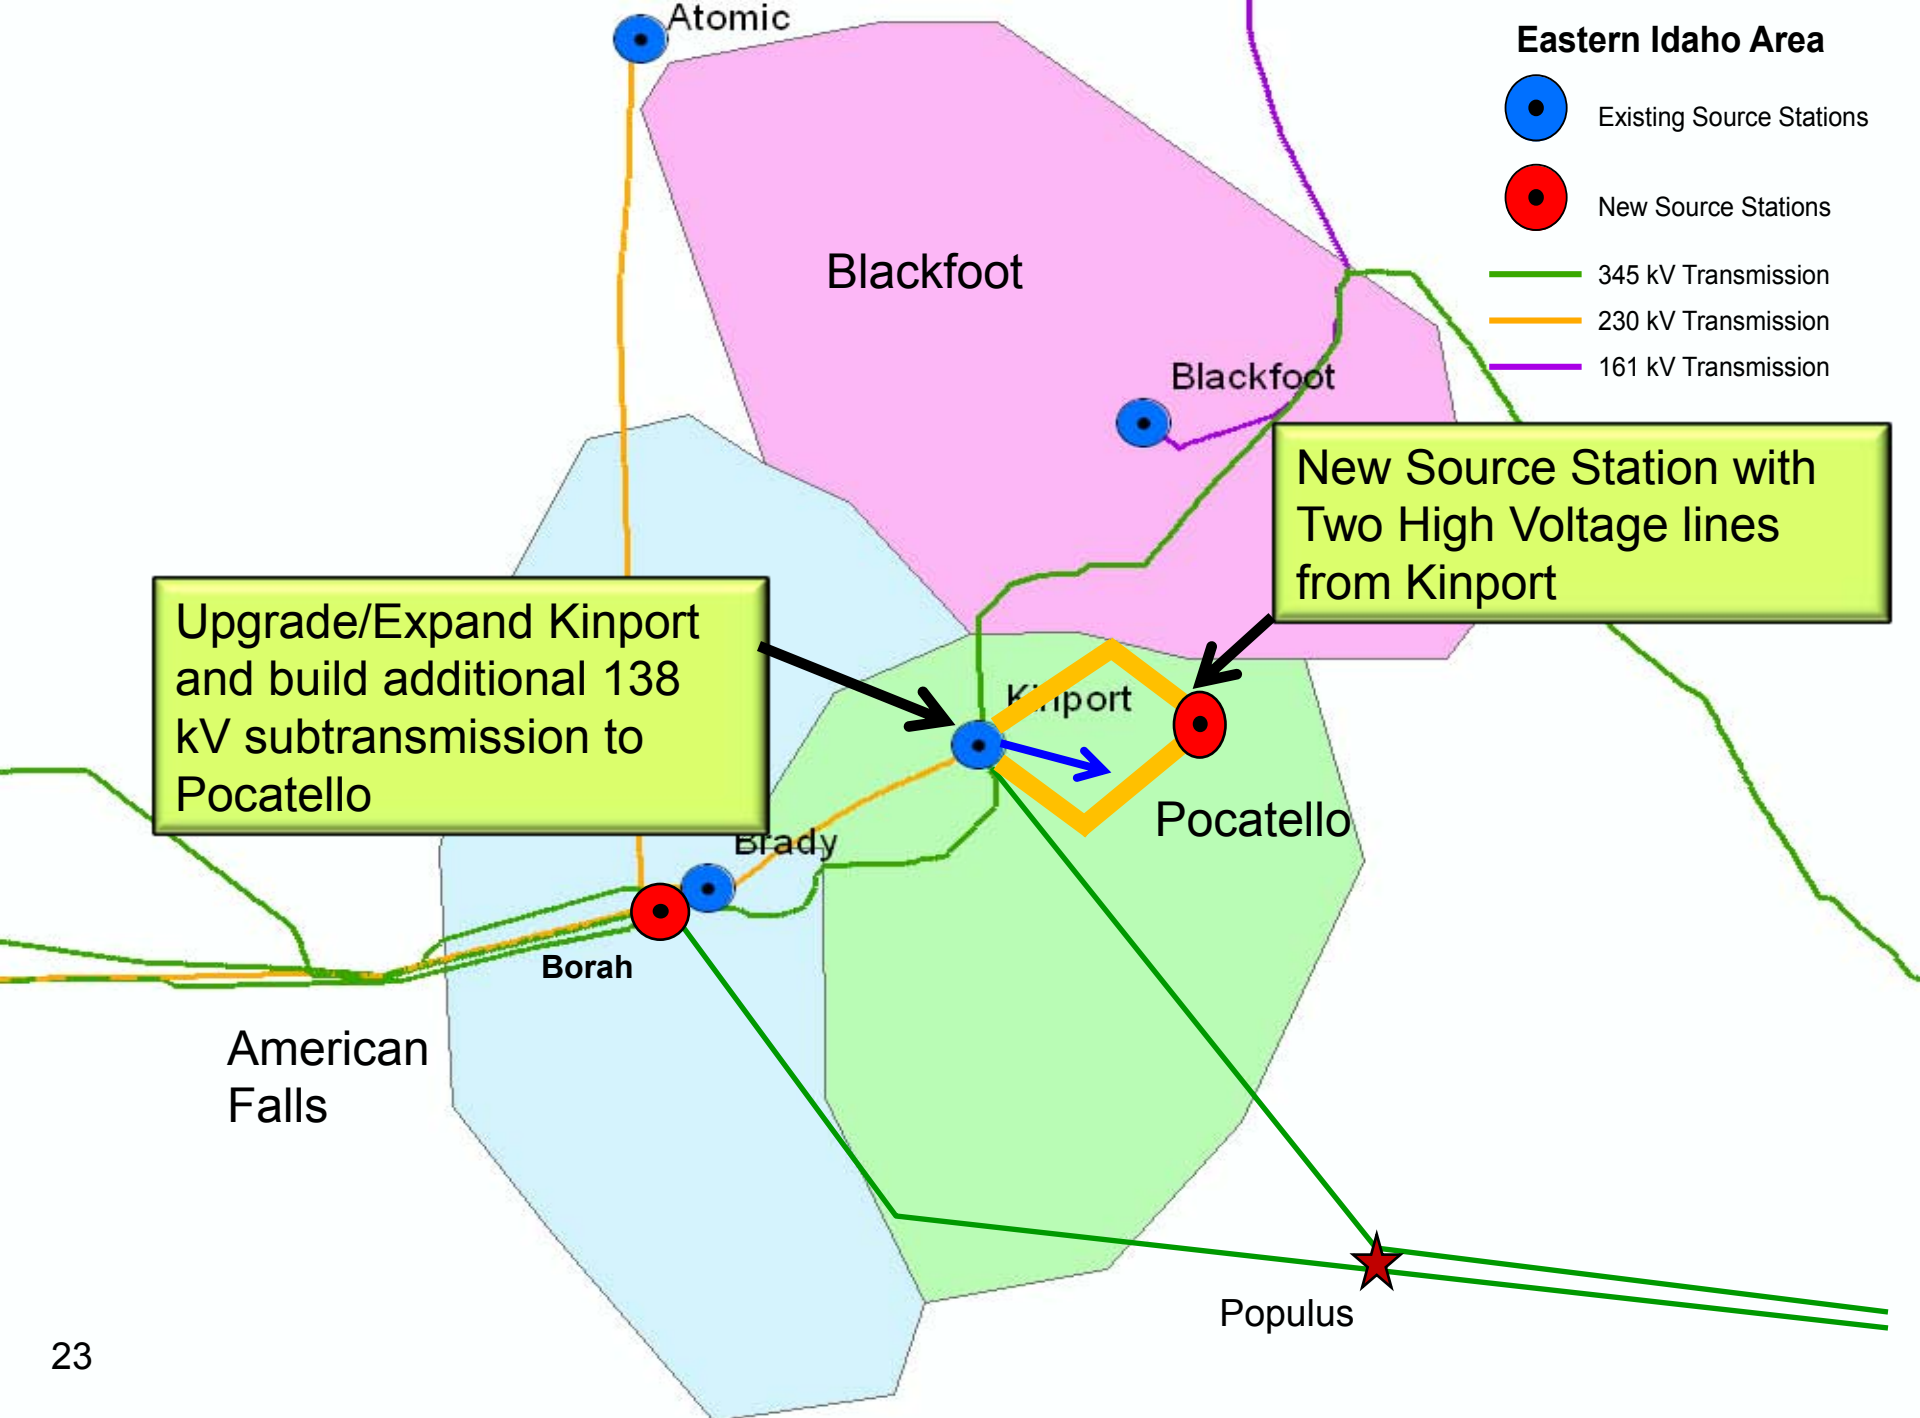 Atomic
Eastern Idaho Area
Existing Source Stations
New Source Stations
345 kV Transmission
230 kV Transmission
161 kV Transmission
Blackfoot
Blackfoot
New Source Station with
Two High Voltage lines
from Kinport
Upgrade/Expand Kinport
and build additional 138
kV subtransmission to
Pocatello
Kinport
Pocatello
Brady
Borah
American
Falls
Populus
23